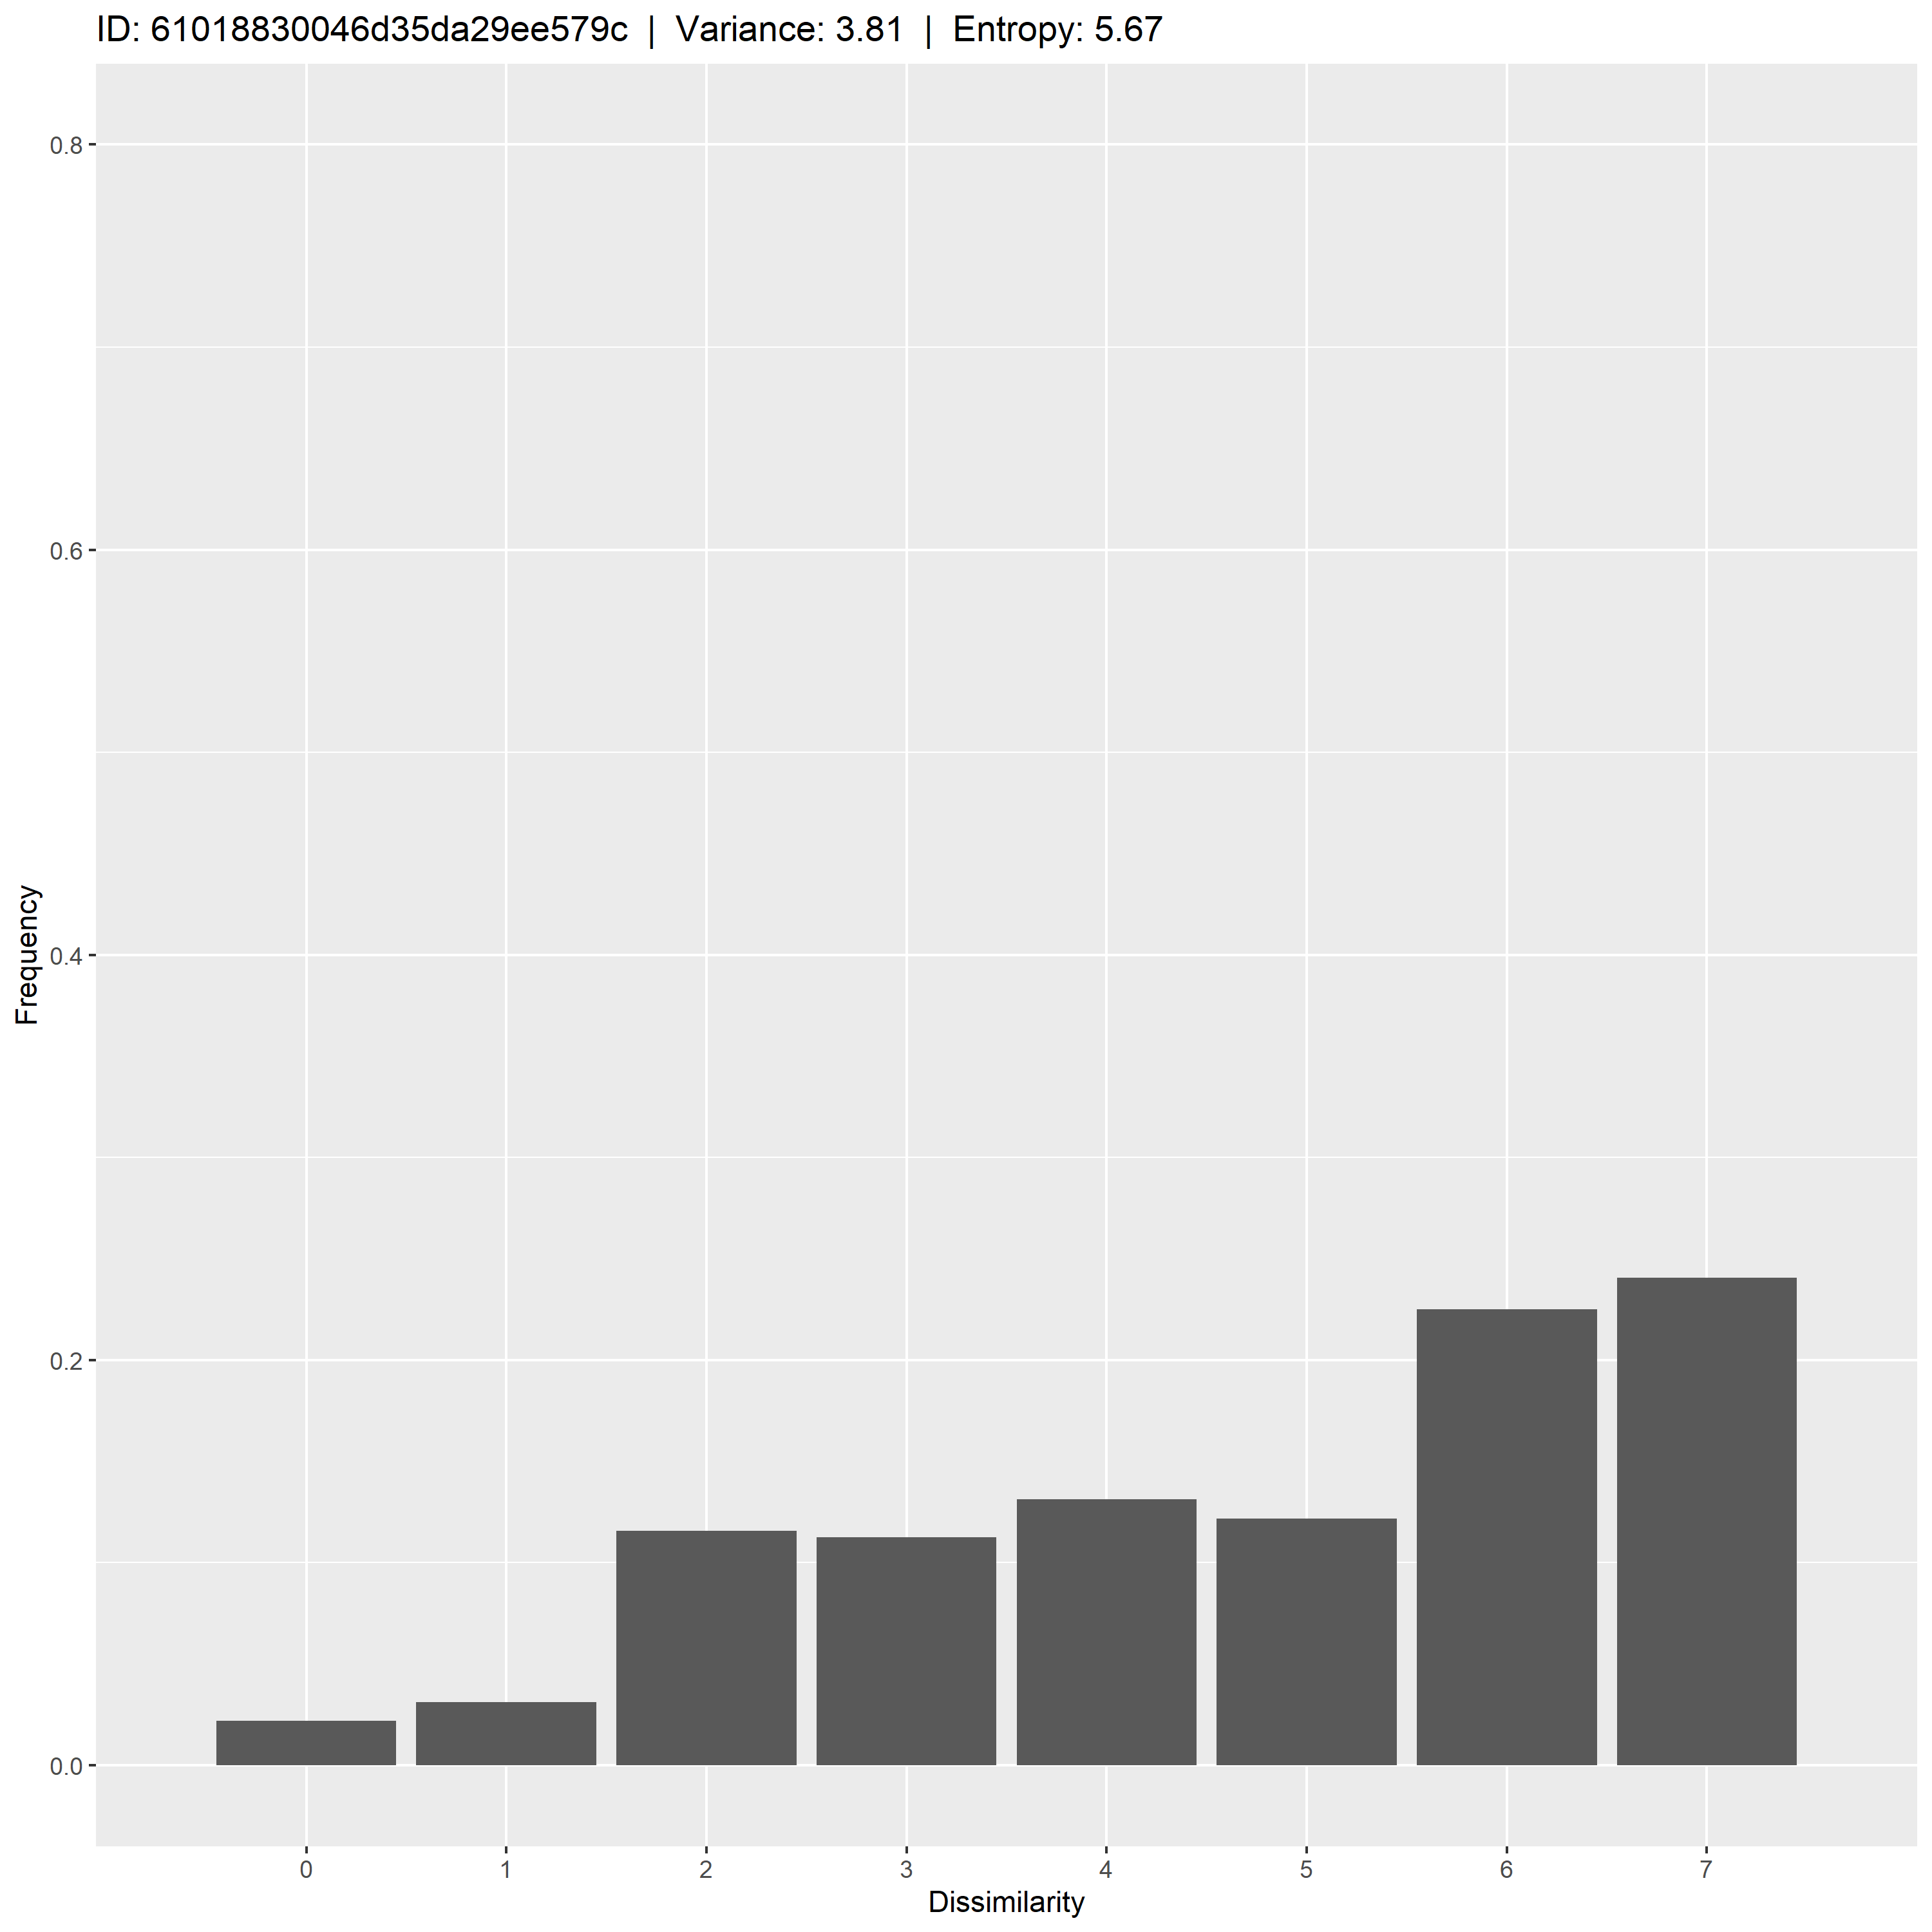 ID: 61018830046d35da29ee579c | Variance: 3.81 | Entropy: 5.67
Frequency
0.8
0.6
0.4
0.2
0.0
0 1 2 3 4 5 6 7
Dissimilarity